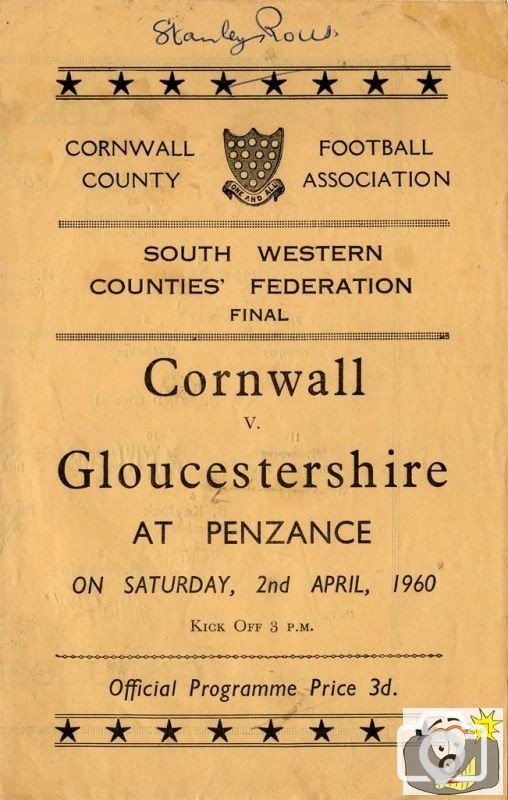 Stanley Rous
CORNWALL FOOTBALL
COUNTY ASSOCIATION
ONE AND ALL
SOUTH WESTERN
COUNTIES' FEDERATION
FINAL
Cornwall
V.
Gloucestershire
AT PENZANCE
ON SATURDAY, 2nd APRIL, 1960
KICK OFF 3 P.M.
Official Programme Price 3d.